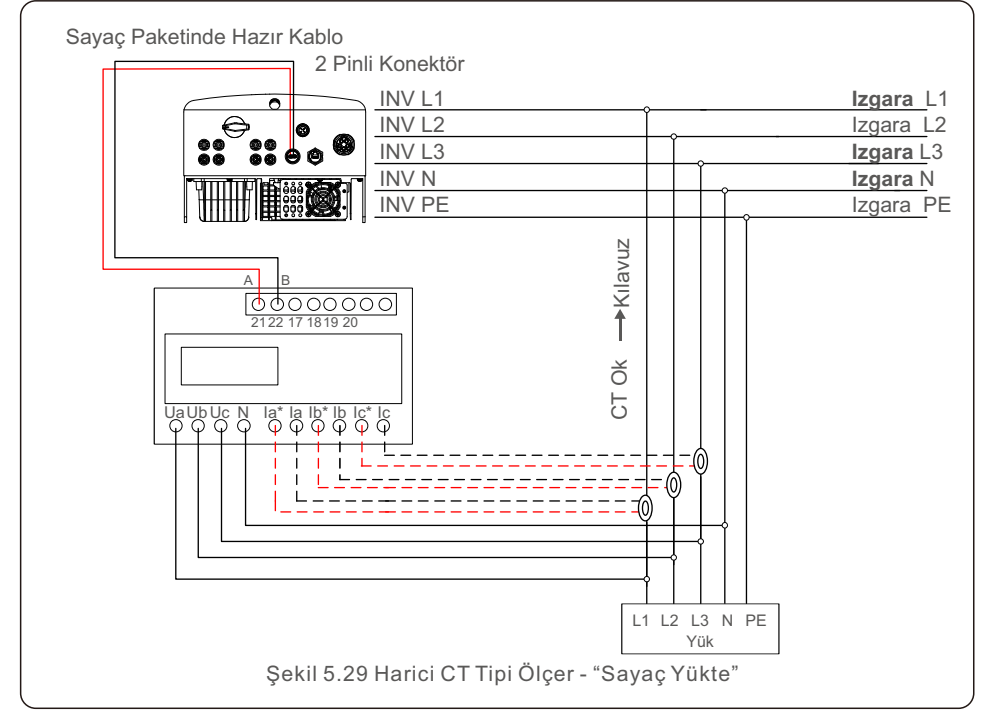 Sayaç Paketinde Hazır Kablo
2 Pinli Konektör
INV L1 Izgara L1
INV L2 Izgara L2
INV L3 Izgara L3
INV N Izgara N
INV PE Izgara PE
CT Ok Kılavuz
A B
21 22 17 18 19 20
Ua Ub Uc N Ia* Ia Ib* Ib Ic* Ic
L1 L2 L3 N PE
Yük
Şekil 5.29 Harici CT Tipi Ölçer - “Sayaç Yükte”